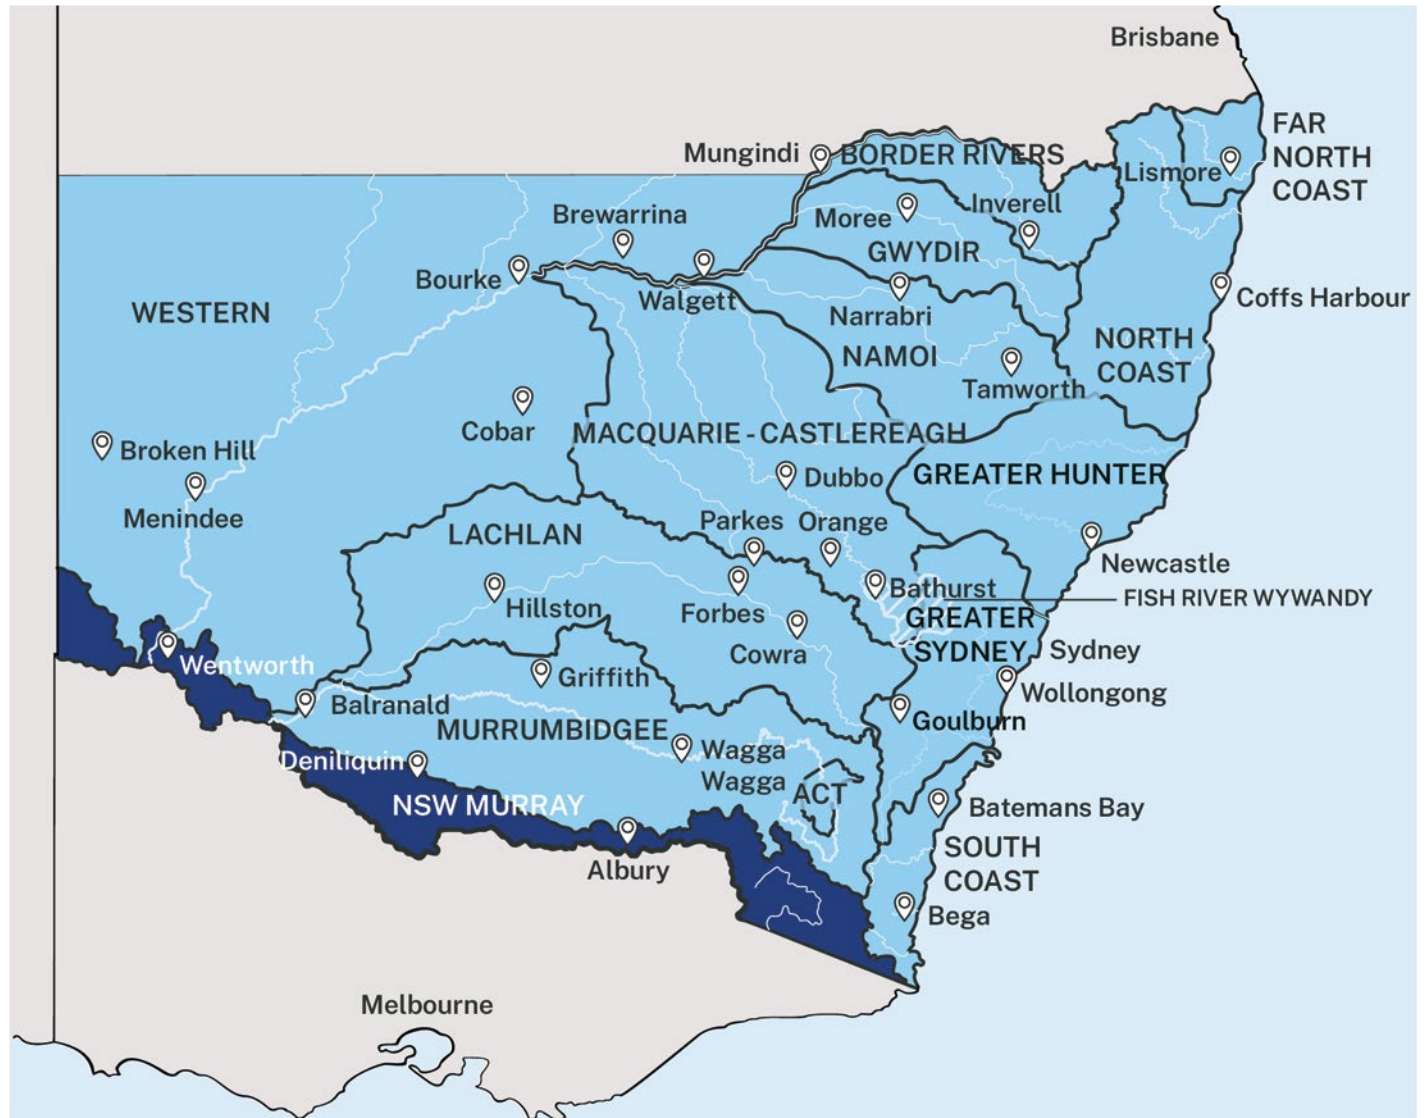 Brisbane
FAR
NORTH
COAST
Mungindi
BORDER RIVERS
Lismore
Inverell
Moree
Brewarrina
GWYDIR
Bourke
Walgett
Narrabri
Coffs Harbour
WESTERN
NORTH
COAST
NAMOI
Tamworth
Cobar
MACQUARIE - CASTLEREAGH
Broken Hill
GREATER HUNTER
Dubbo
Menindee
Parkes
Orange
LACHLAN
Newcastle
Bathurst
FISH RIVER WYWANDY
Hillston
Forbes
GREATER
SYDNEY
Cowra
Sydney
Wentworth
Griffith
Wollongong
Balranald
Goulburn
MURRUMBIDGEE
Wagga
Wagga
Deniliquin
ACT
NSW MURRAY
Batemans Bay
SOUTH
COAST
Albury
Bega
Melbourne